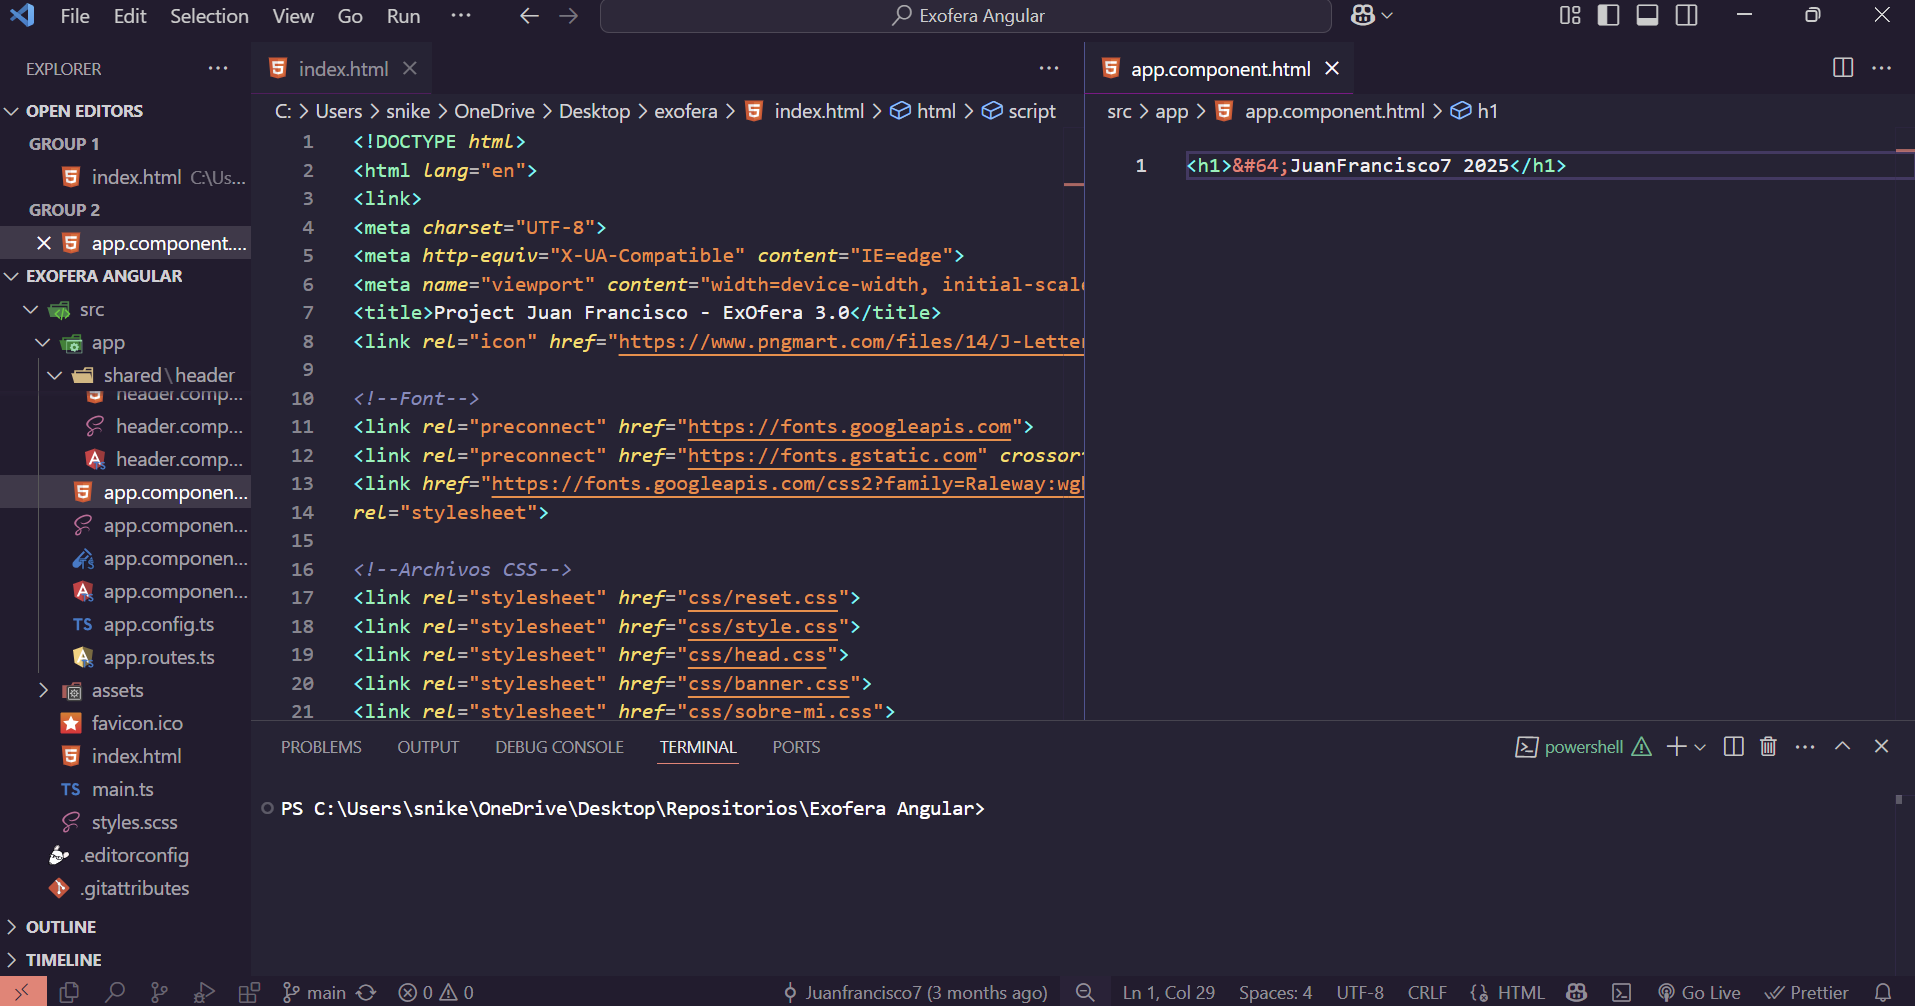 File Edit Selection View Go Run ··· Exofera Angular
EXPLORER ···
OPEN EDITORS
GROUP 1
index.html C:\Us...
GROUP 2
app.component....
EXOFERA ANGULAR
src
app
shared\header
header.comp...
header.comp...
header.comp...
app.componen...
app.componen...
app.componen...
app.componen...
TS app.config.ts
app.routes.ts
assets
favicon.ico
index.html
TS main.ts
styles.scss
.editorconfig
.gitattributes
OUTLINE
TIMELINE
index.html
C: > Users > snike > OneDrive > Desktop > exofera > index.html > html > script
1 <!DOCTYPE html>
2 <html lang="en">
3 <link>
4 <meta charset="UTF-8">
5 <meta http-equiv="X-UA-Compatible" content="IE=edge">
6 <meta name="viewport" content="width=device-width, initial-scale
7 <title>Project Juan Francisco - ExOfera 3.0</title>
8 <link rel="icon" href="https://www.pngmart.com/files/14/J-Letter
9
10 <!--Font-->
11 <link rel="preconnect" href="https://fonts.googleapis.com">
12 <link rel="preconnect" href="https://fonts.gstatic.com" crossor
13 <link href="https://fonts.googleapis.com/css2?family=Raleway:wgh
14 rel="stylesheet">
15
16 <!--Archivos CSS-->
17 <link rel="stylesheet" href="css/reset.css">
18 <link rel="stylesheet" href="css/style.css">
19 <link rel="stylesheet" href="css/head.css">
20 <link rel="stylesheet" href="css/banner.css">
21 <link rel="stylesheet" href="css/sobre-mi.css">
app.component.html
src > app > app.component.html > h1
1 <h1>&#64;JuanFrancisco7 2025</h1>
PROBLEMS OUTPUT DEBUG CONSOLE TERMINAL PORTS powershell
PS C:\Users\snike\OneDrive\Desktop\Repositorios\Exofera Angular>
main 0 0 Juanfrancisco7 (3 months ago) Ln 1, Col 29 Spaces: 4 UTF-8 CRLF HTML Go Live Prettier